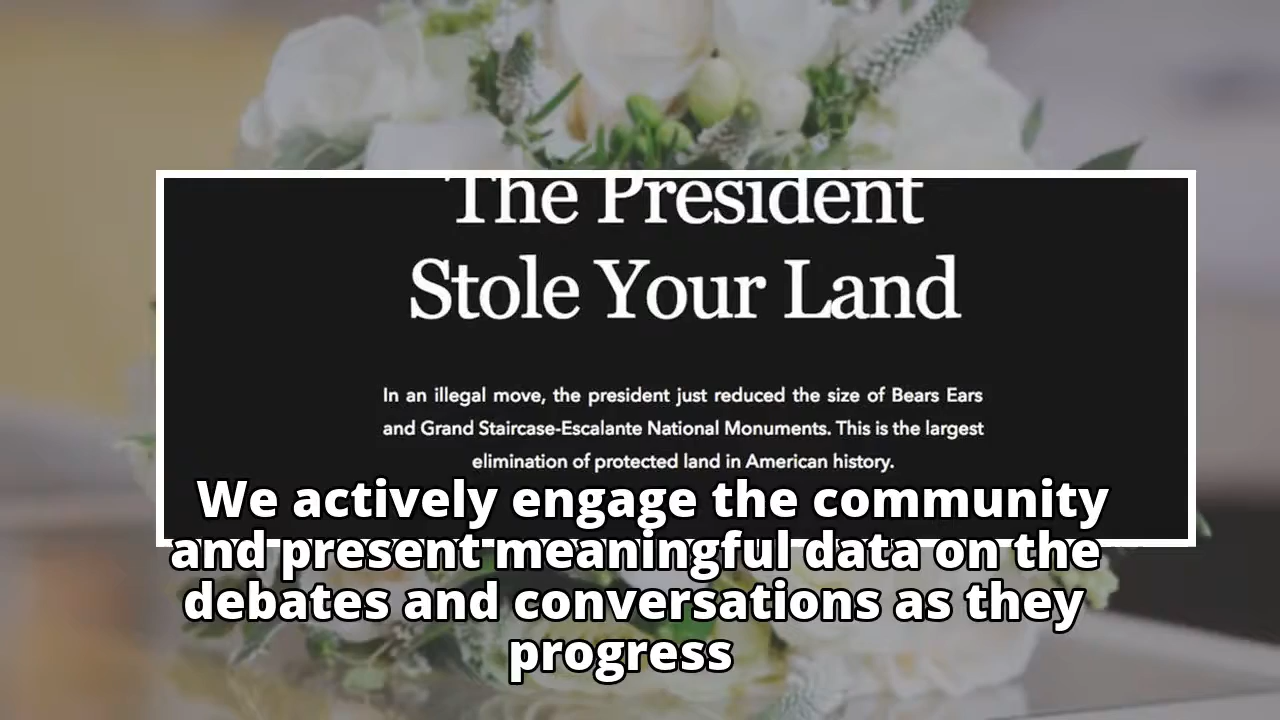 The President
Stole Your Land
In an illegal move, the president just reduced the size of Bears Ears
and Grand Staircase-Escalante National Monuments. This is the largest
elimination of protected land in American history.
We actively engage the community
and present meaningful data on the
debates and conversations as they
progress